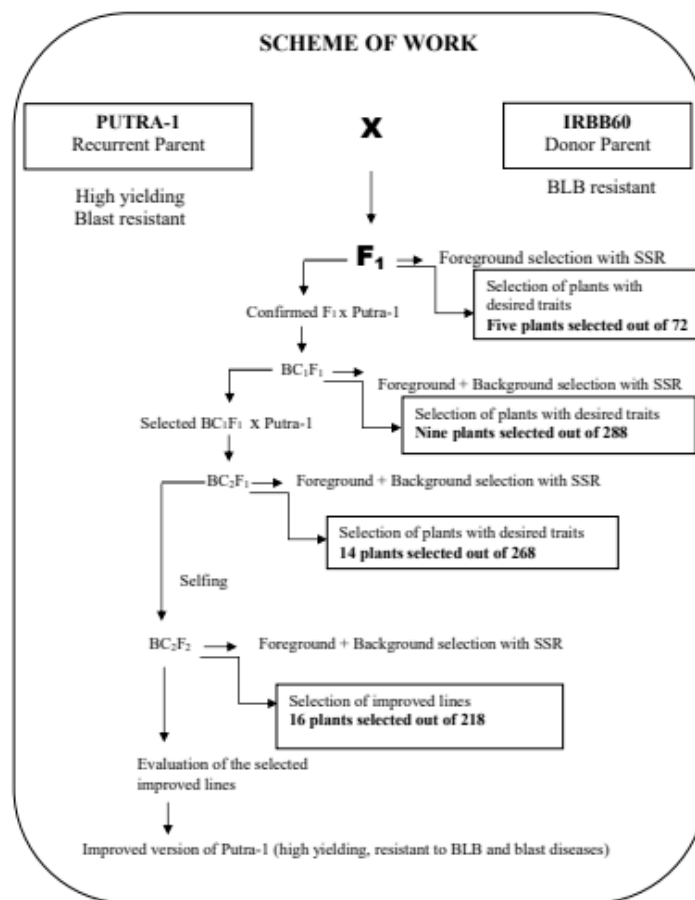 SCHEME OF WORK
PUTRA-1
Recurrent Parent
X
IRBB60
Donor Parent
High yielding
Blast resistant
BLB resistant
F₁
Foreground selection with SSR
Selection of plants with
desired traits
Five plants selected out of 72
Confirmed F₁ x Putra-1
BC₁F₁
Foreground + Background selection with SSR
Selection of plants with desired traits
Nine plants selected out of 288
Selected BC₁F₁ X Putra-1
BC₂F₁
Foreground + Background selection with SSR
Selection of plants with desired traits
14 plants selected out of 268
Selfing
BC₂F₂
Foreground + Background selection with SSR
Selection of improved lines
16 plants selected out of 218
Evaluation of the selected
improved lines
Improved version of Putra-1 (high yielding, resistant to BLB and blast diseases)